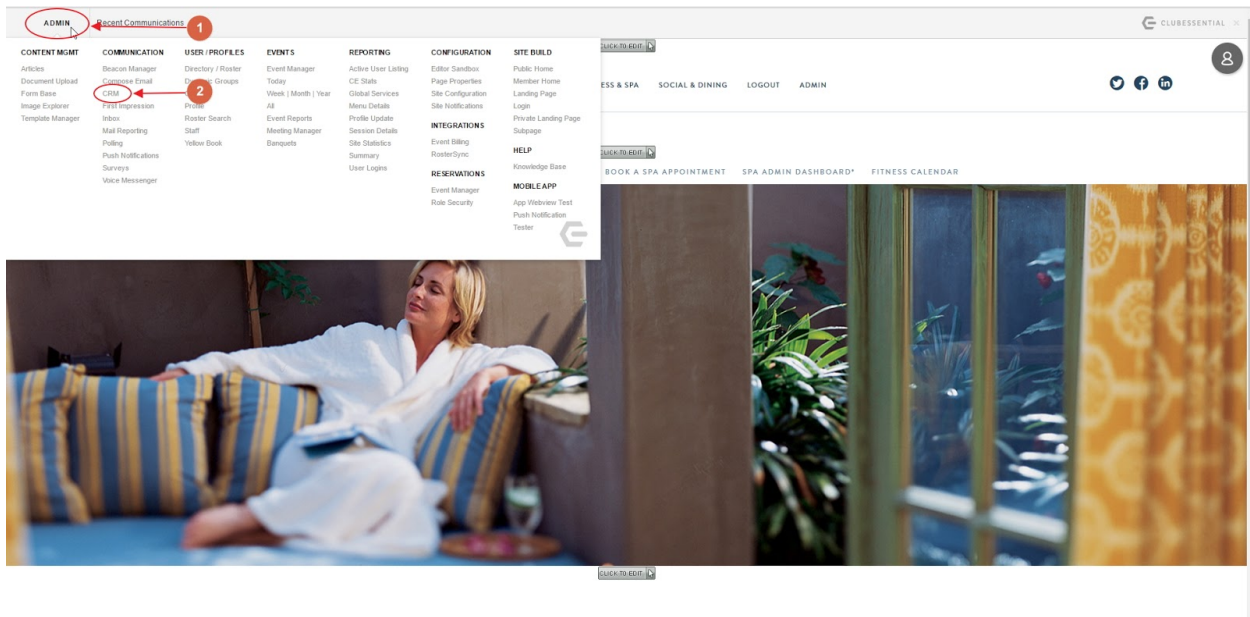 ADMIN Recent Communications 1 CLUBESSENTIAL
CONTENT MGMT
Articles
Document Upload
Form Base
Image Explorer
Template Manager
COMMUNICATION
Beacon Manager
Compose Email
CRM
First Impression
Inbox
Mail Reporting
Polling
Push Notifications
Surveys
Voice Messenger
2
USER / PROFILES
Directory / Roster
Groups
Profile
Roster Search
Staff
Yellow Book
EVENTS
Event Manager
Today
Week | Month | Year
All
Event Reports
Meeting Manager
Banquets
REPORTING
Active User Listing
CE Stats
Global Services
Menu Details
Profile Update
Session Details
Site Statistics
Summary
User Logins
CONFIGURATION
Editor Sandbox
Page Properties
Site Configuration
Site Notifications
INTEGRATIONS
Event Billing
RosterSync
RESERVATIONS
Event Manager
Role Security
SITE BUILD
Public Home
Member Home
Landing Page
Login
Private Landing Page
Subpage
HELP
Knowledge Base
MOBILE APP
App Webview Test
Push Notification
Tester
CLICK TO EDIT
ESS & SPA SOCIAL & DINING LOGOUT ADMIN
CLICK TO EDIT
BOOK A SPA APPOINTMENT SPA ADMIN DASHBOARD* FITNESS CALENDAR
CLICK TO EDIT